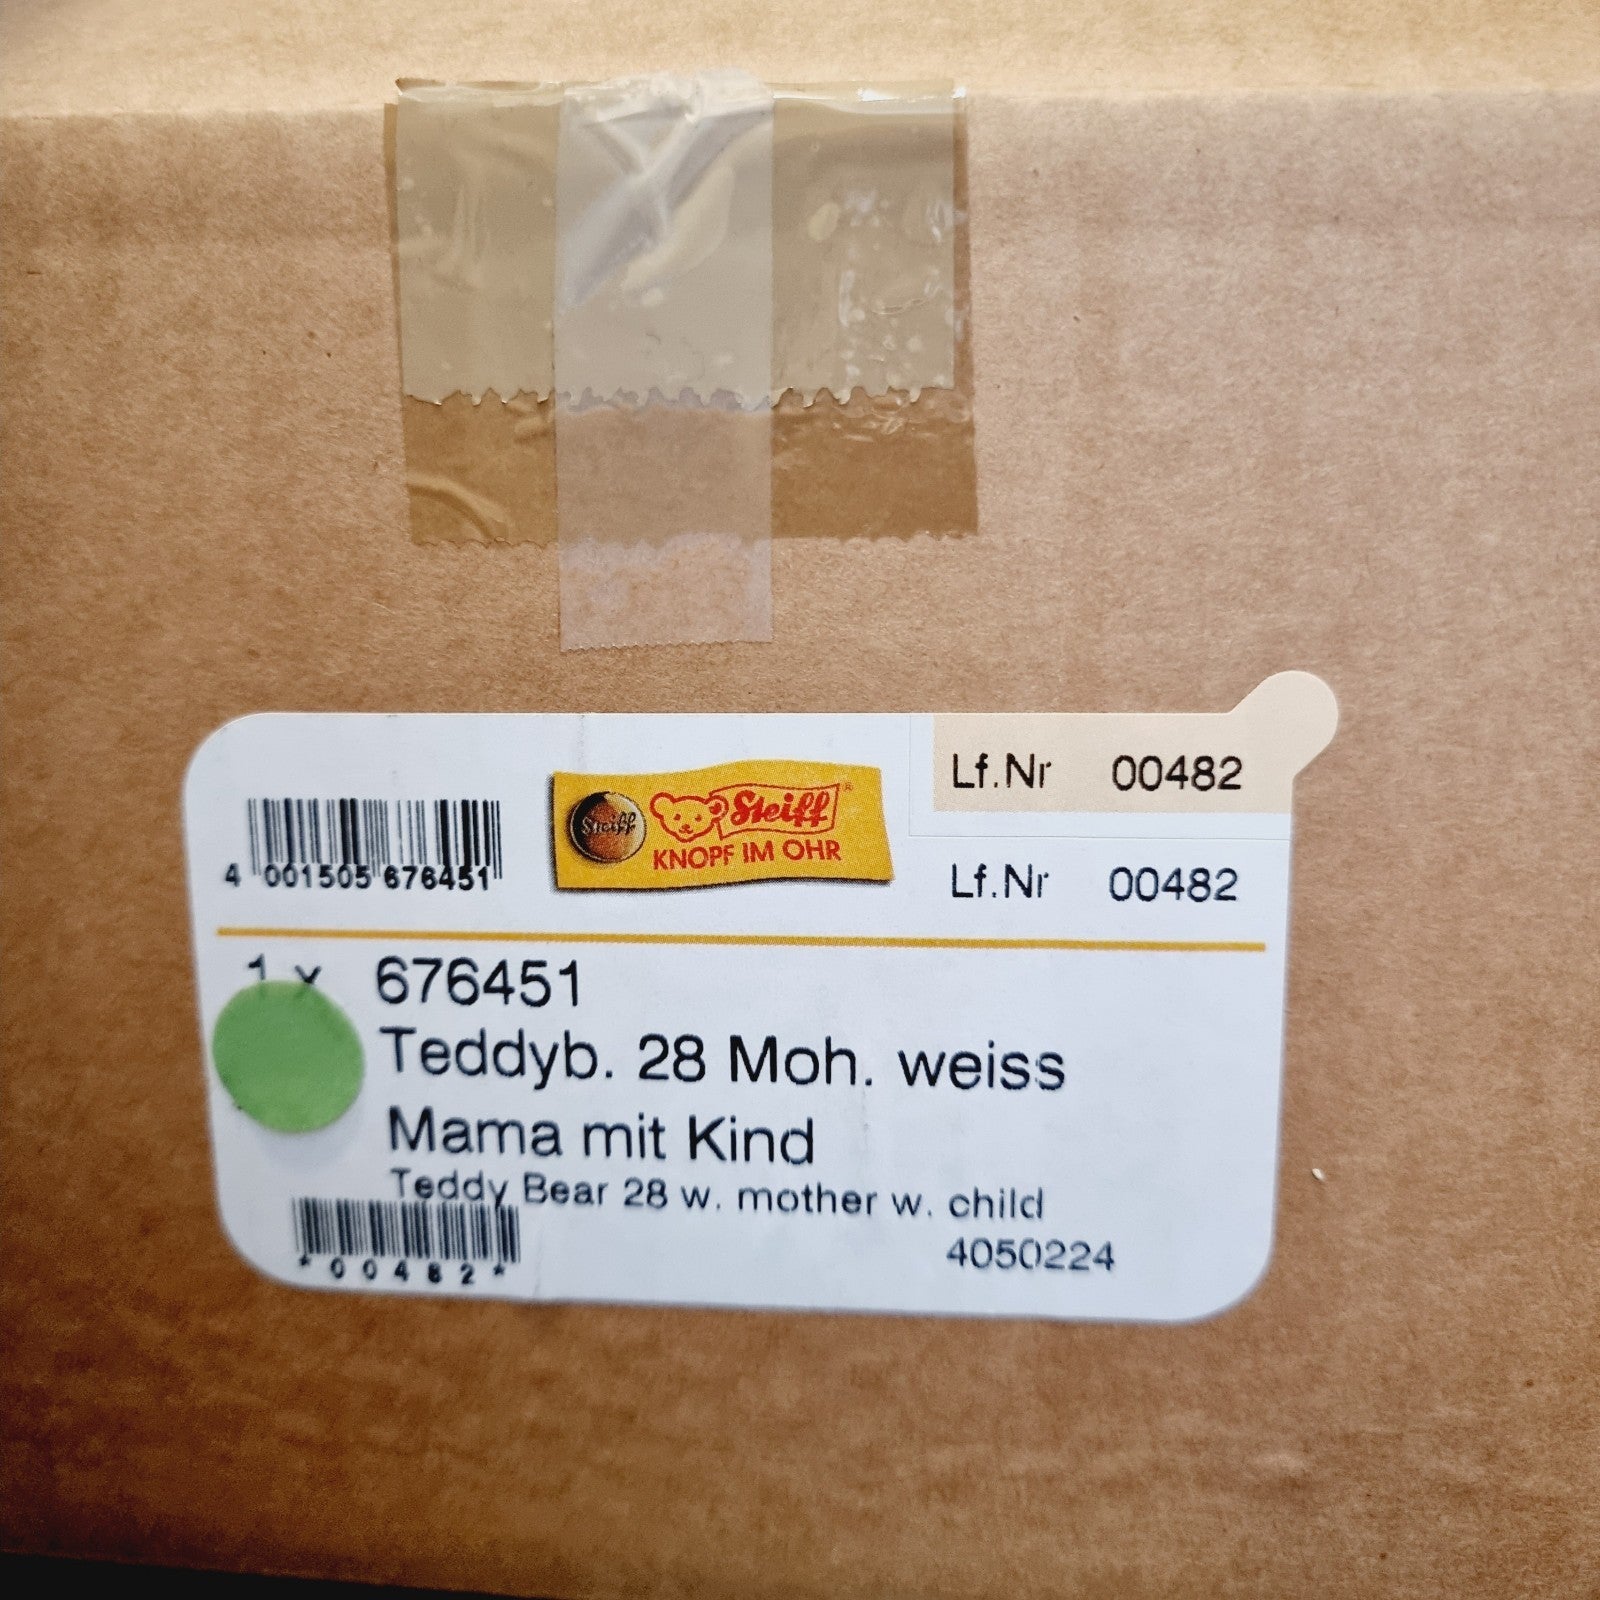 Lf.Nr 00482
Steiff
Steiff
KNOPF IM OHR
4 001505 676451
Lf.Nr 00482
1 x 676451
Teddyb. 28 Moh. weiss
Mama mit Kind
Teddy Bear 28 w. mother w. child
*00482*
4050224